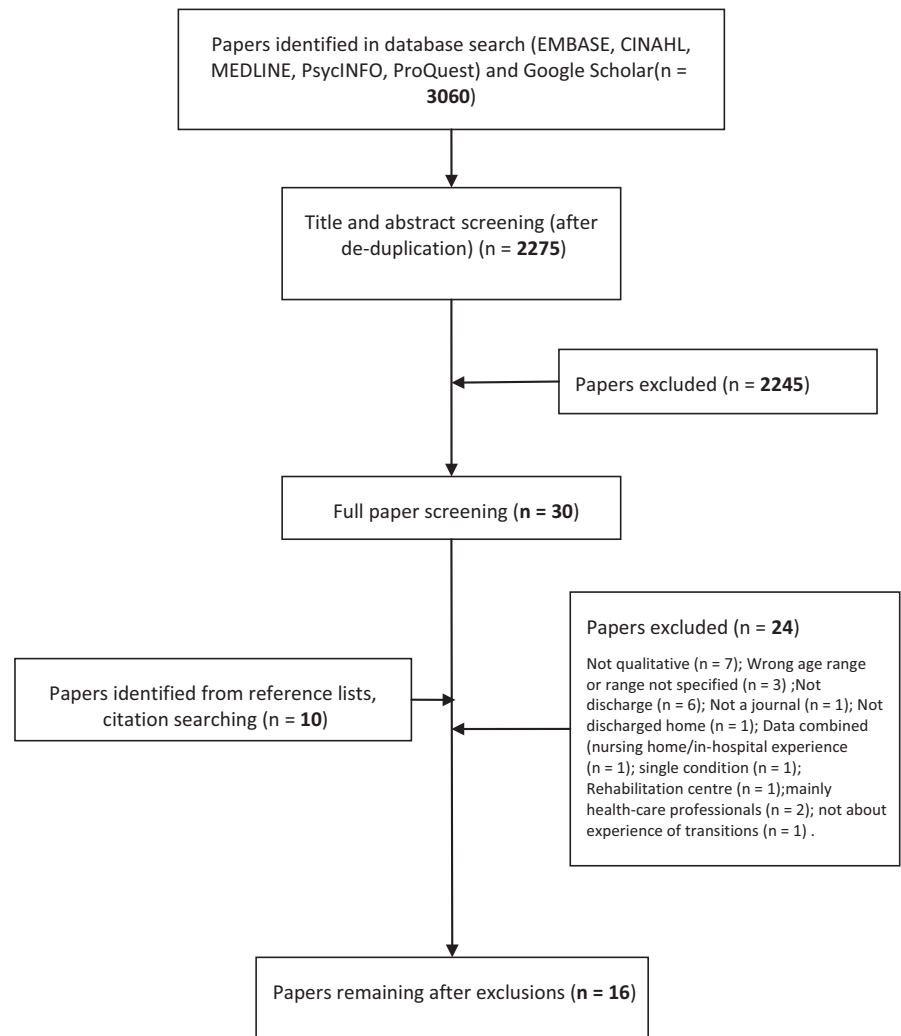 Papers identified in database search (EMBASE, CINAHL,
MEDLINE, PsycINFO, ProQuest) and Google Scholar(n =
3060)
Title and abstract screening (after
de-duplication) (n = 2275)
Papers excluded (n = 2245)
Full paper screening (n = 30)
Papers identified from reference lists,
citation searching (n = 10)
Papers excluded (n = 24)
Not qualitative (n = 7); Wrong age range
or range not specified (n = 3) ;Not
discharge (n = 6); Not a journal (n = 1); Not
discharged home (n = 1); Data combined
(nursing home/in-hospital experience
(n = 1); single condition (n = 1);
Rehabilitation centre (n = 1);mainly
health-care professionals (n = 2); not about
experience of transitions (n = 1) .
Papers remaining after exclusions (n = 16)